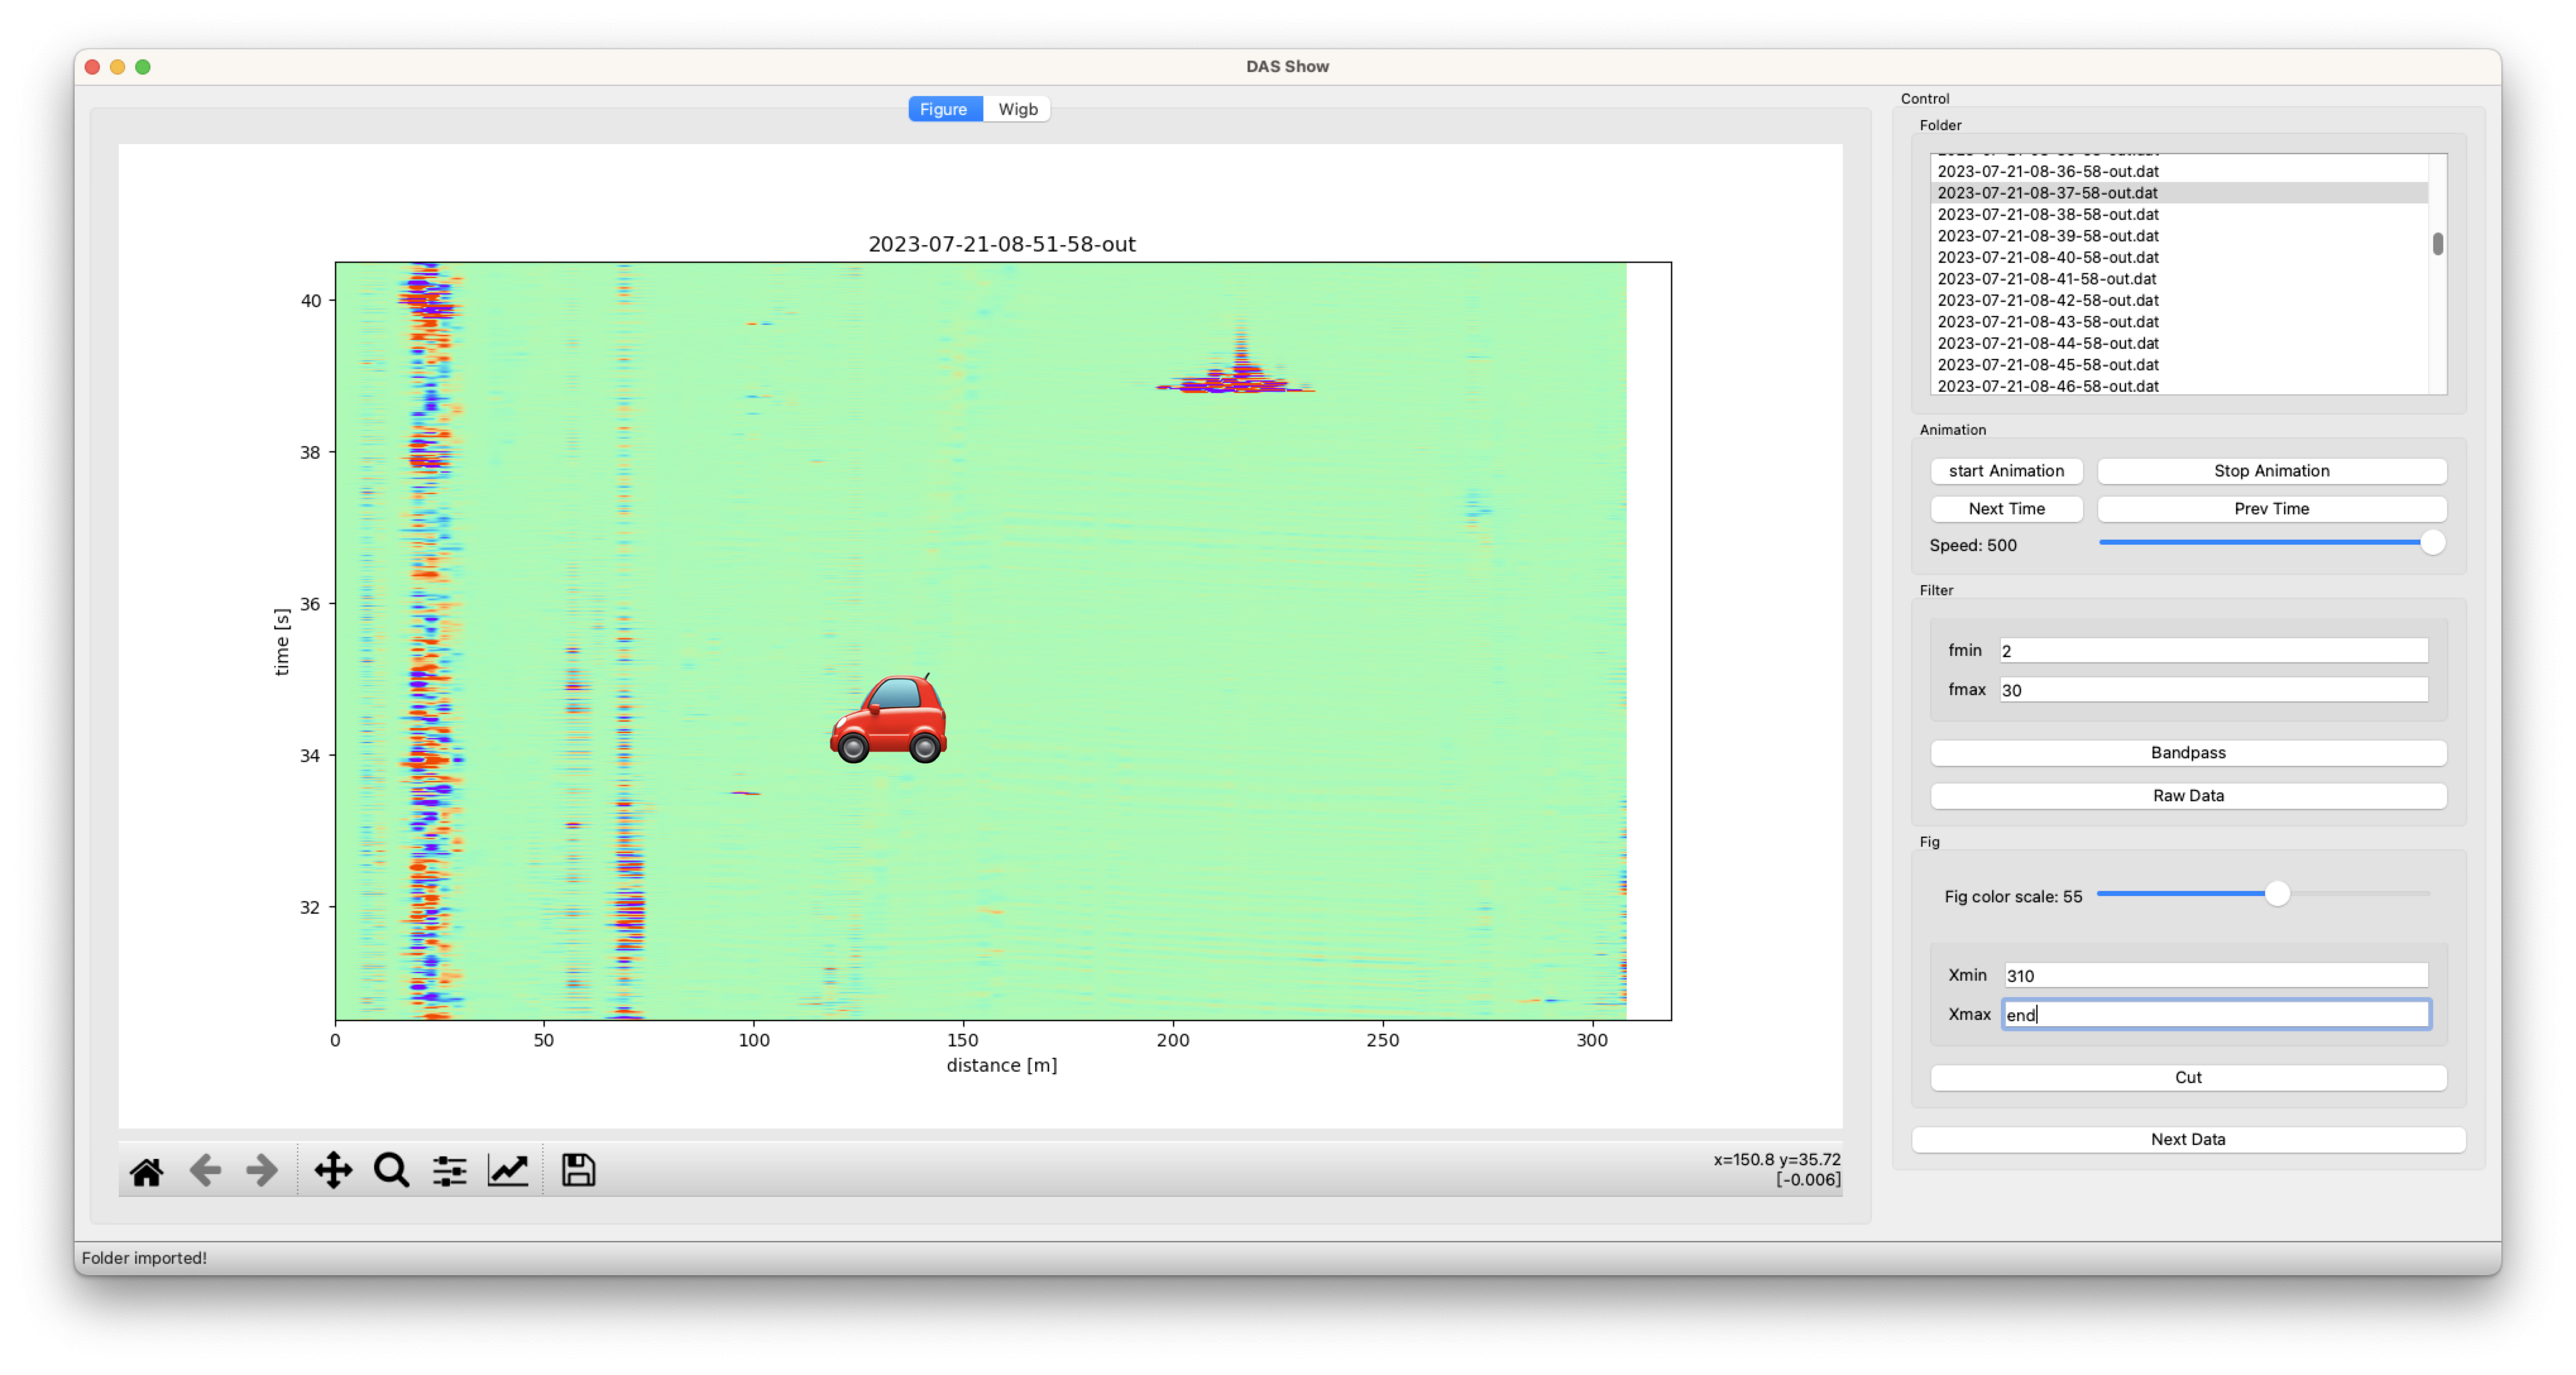 DAS Show
Figure
Wigb
2023-07-21-08-51-58-out
40
38
36
34
32
time [s]
0
50
100
150
200
250
300
distance [m]
x=150.8 y=35.72
[-0.006]
Folder imported!
Control
Folder
2023-07-21-08-36-58-out.dat
2023-07-21-08-37-58-out.dat
2023-07-21-08-38-58-out.dat
2023-07-21-08-39-58-out.dat
2023-07-21-08-40-58-out.dat
2023-07-21-08-41-58-out.dat
2023-07-21-08-42-58-out.dat
2023-07-21-08-43-58-out.dat
2023-07-21-08-44-58-out.dat
2023-07-21-08-45-58-out.dat
2023-07-21-08-46-58-out.dat
Animation
start Animation
Stop Animation
Next Time
Prev Time
Speed: 500
Filter
fmin 2
fmax 30
Bandpass
Raw Data
Fig
Fig color scale: 55
Xmin 310
Xmax end
Cut
Next Data